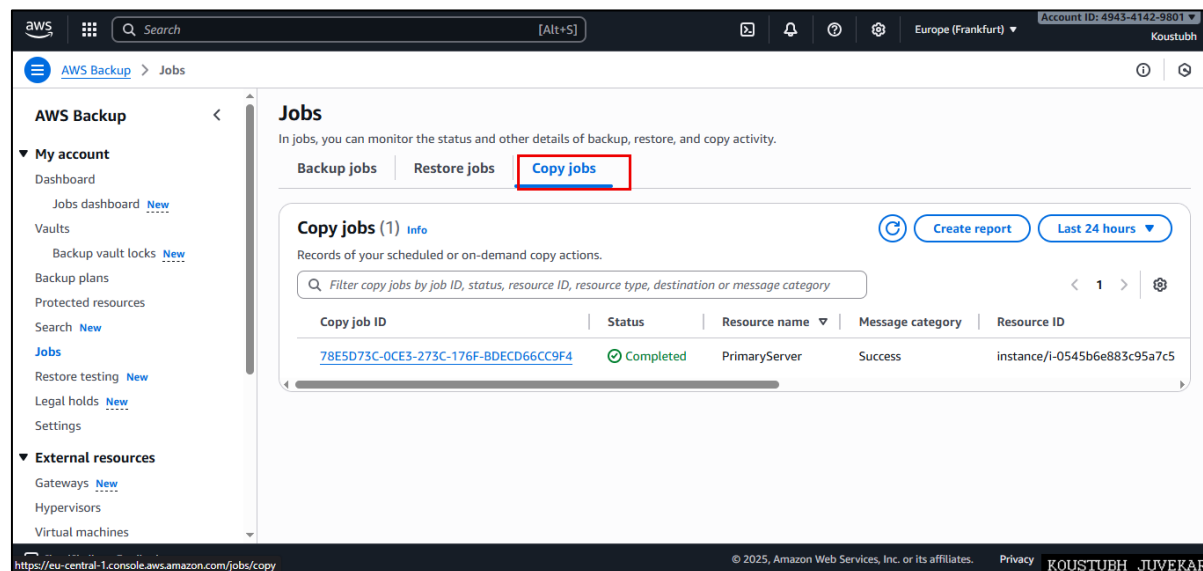 aws
Search [Alt+S]
Europe (Frankfurt) ▼
Account ID: 4943-4142-9801 ▼
Koustubh
AWS Backup > Jobs
AWS Backup
My account
Dashboard
Jobs dashboard New
Vaults
Backup vault locks New
Backup plans
Protected resources
Search New
Jobs
Restore testing New
Legal holds New
Settings
External resources
Gateways New
Hypervisors
Virtual machines
Jobs
In jobs, you can monitor the status and other details of backup, restore, and copy activity.
Backup jobs Restore jobs Copy jobs
Copy jobs (1) Info
Create report Last 24 hours ▼
Records of your scheduled or on-demand copy actions.
Filter copy jobs by job ID, status, resource ID, resource type, destination or message category
< 1 >
Copy job ID Status Resource name Message category Resource ID
78E5D73C-0CE3-273C-176F-BDECD66CC9F4 Completed PrimaryServer Success instance/i-0545b6e883c95a7c5
https://eu-central-1.console.aws.amazon.com/jobs/copy
© 2025, Amazon Web Services, Inc. or its affiliates. Privacy
KOUSTUBH JUVEKAR